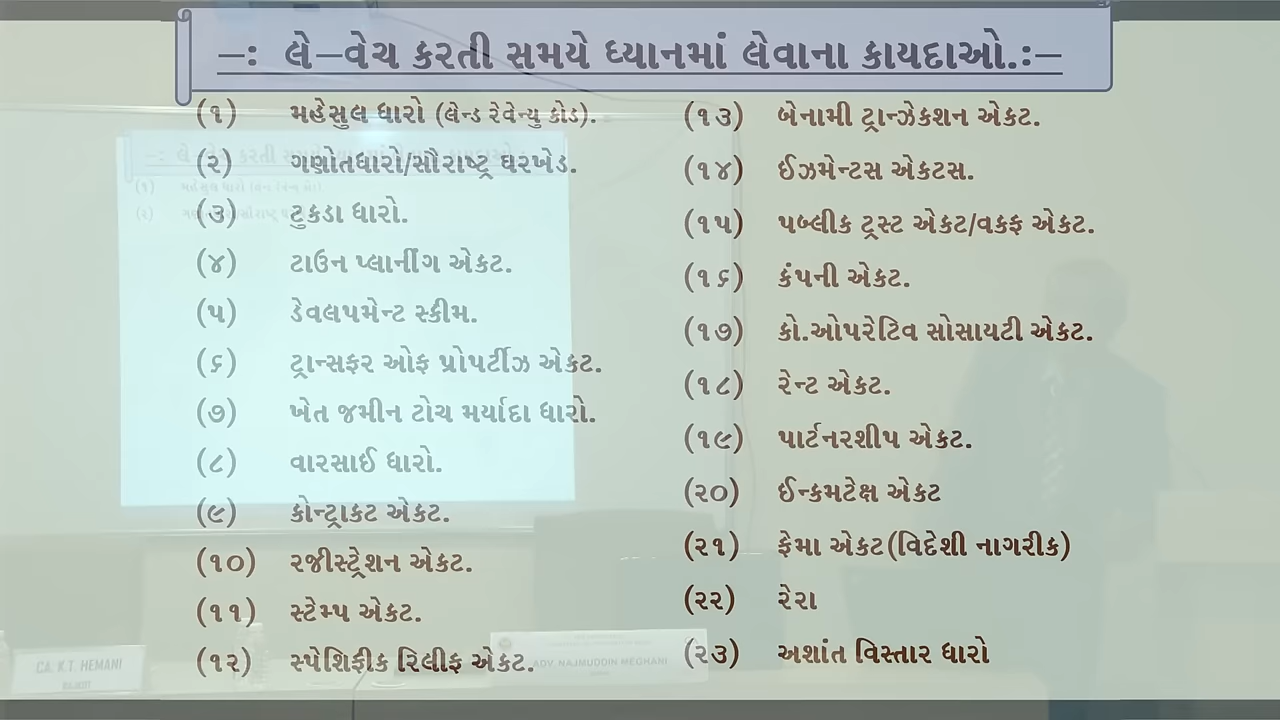 –: લે–વેચ કરતી સમયે ધ્યાનમાં લેવાના કાયદાઓ.:–
(૧) મહેસુલ ધારો (લેન્ડ રેવેન્યુ કોડ).
(૨) ગણોતધારો/સૌરાષ્ટ્ર ઘરખેડ.
(૩) ટુકડા ધારો.
(૪) ટાઉન પ્લાનીંગ એકટ.
(૫) ડેવલપમેન્ટ સ્કીમ.
(૬) ટ્રાન્સફર ઓફ પ્રોપર્ટીઝ એકટ.
(૭) ખેત જમીન ટોચ મર્યાદા ધારો.
(૮) વારસાઈ ધારો.
(૯) કોન્ટ્રાકટ એકટ.
(૧૦) રજીસ્ટ્રેશન એકટ.
(૧૧) સ્ટેમ્પ એકટ.
(૧૨) સ્પેશિફીક રિલીફ એકટ.
(૧૩) બેનામી ટ્રાન્ઝેકશન એકટ.
(૧૪) ઈઝમેન્ટસ એકટસ.
(૧૫) પબ્લીક ટ્રસ્ટ એકટ/વકફ એકટ.
(૧૬) કંપની એકટ.
(૧૭) કો.ઓપરેટિવ સોસાયટી એકટ.
(૧૮) રેન્ટ એકટ.
(૧૯) પાર્ટનરશીપ એકટ.
(૨૦) ઈન્કમટેક્ષ એકટ
(૨૧) ફેમા એકટ(વિદેશી નાગરીક)
(૨૨) રેરા
(૨૩) અશાંત વિસ્તાર ધારો
CA. K.T. HEMANI
RAJKOT
ADV. NAJMUDDIN MEGHANI